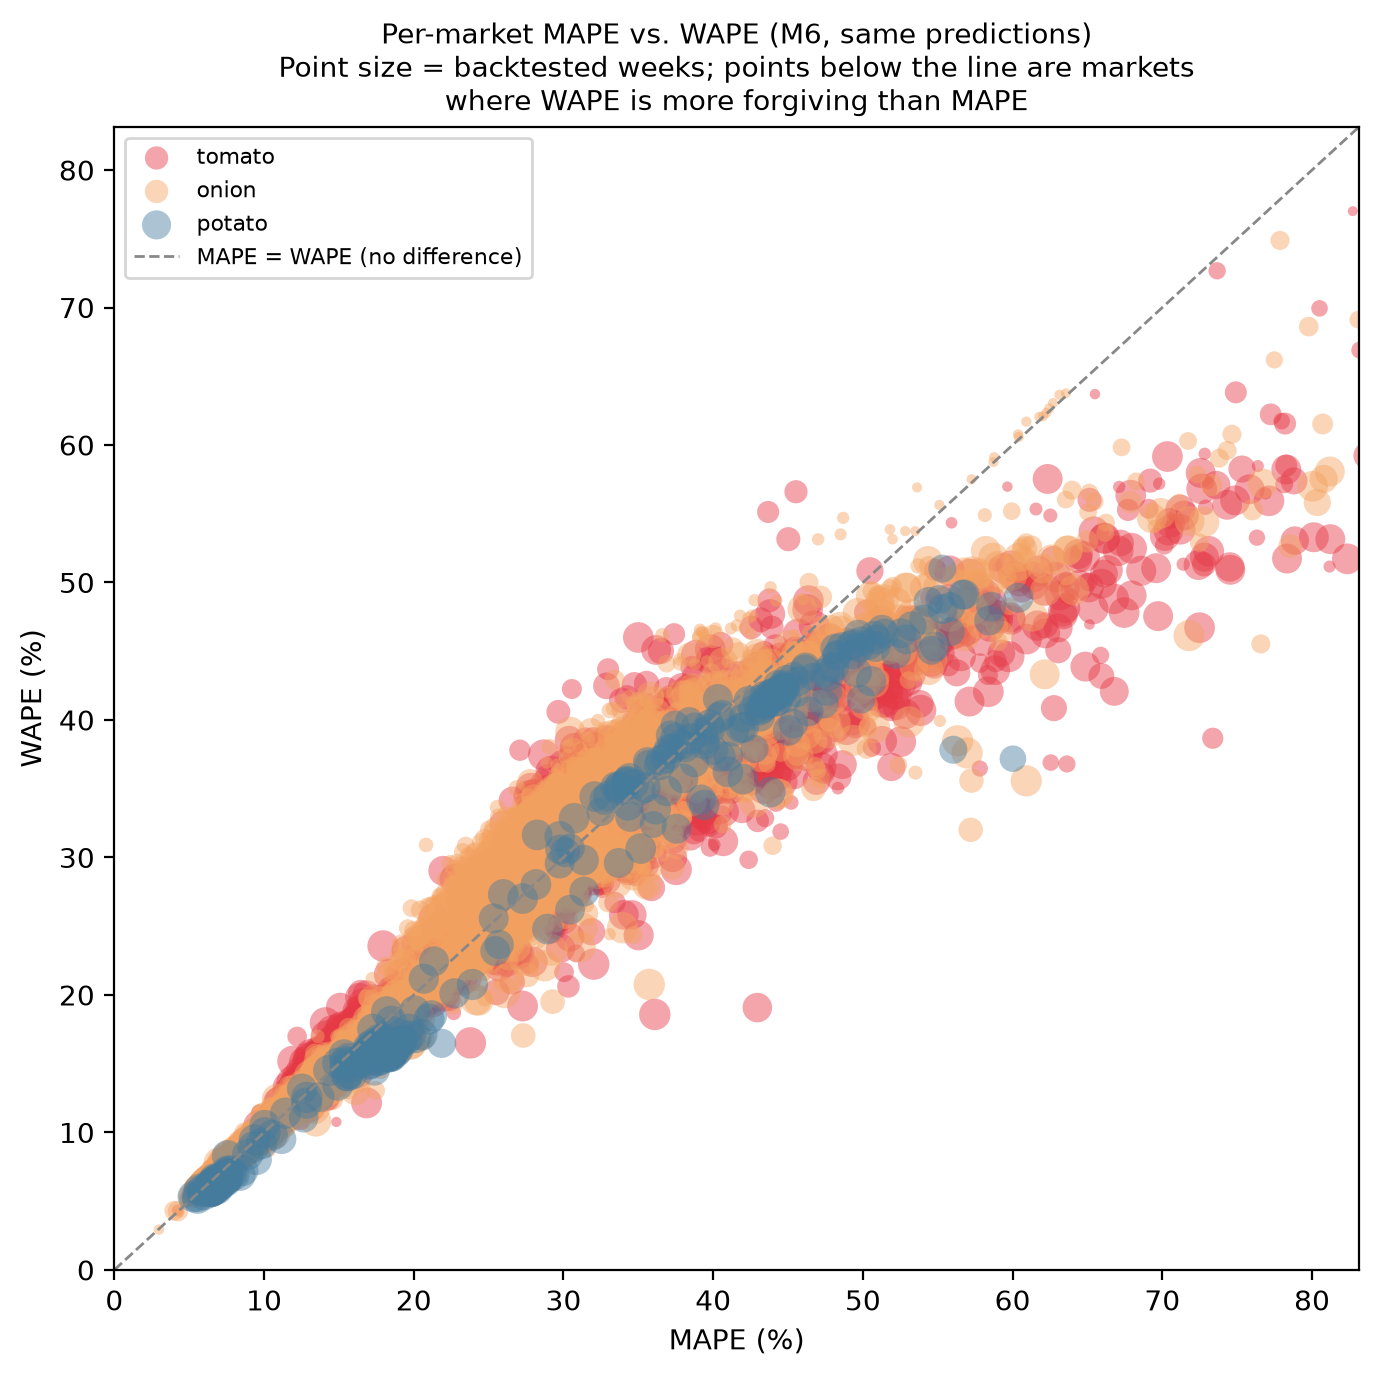 Per-market MAPE vs. WAPE (M6, same predictions)
Point size = backtested weeks; points below the line are markets
where WAPE is more forgiving than MAPE
tomato
onion
potato
MAPE = WAPE (no difference)
WAPE (%)
80
70
60
50
40
30
20
10
0
0 10 20 30 40 50 60 70 80
MAPE (%)